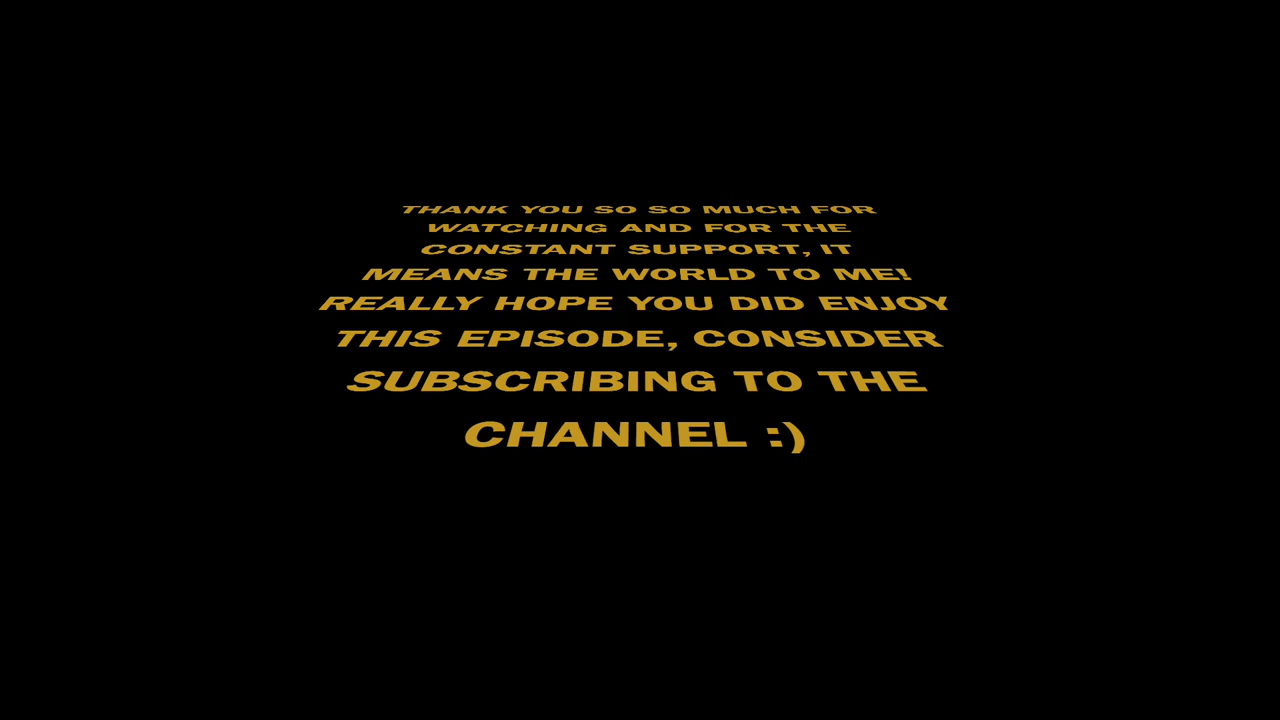 THANK YOU SO SO MUCH FOR
WATCHING AND FOR THE
CONSTANT SUPPORT, IT
MEANS THE WORLD TO ME!
REALLY HOPE YOU DID ENJOY
THIS EPISODE, CONSIDER
SUBSCRIBING TO THE
CHANNEL :)